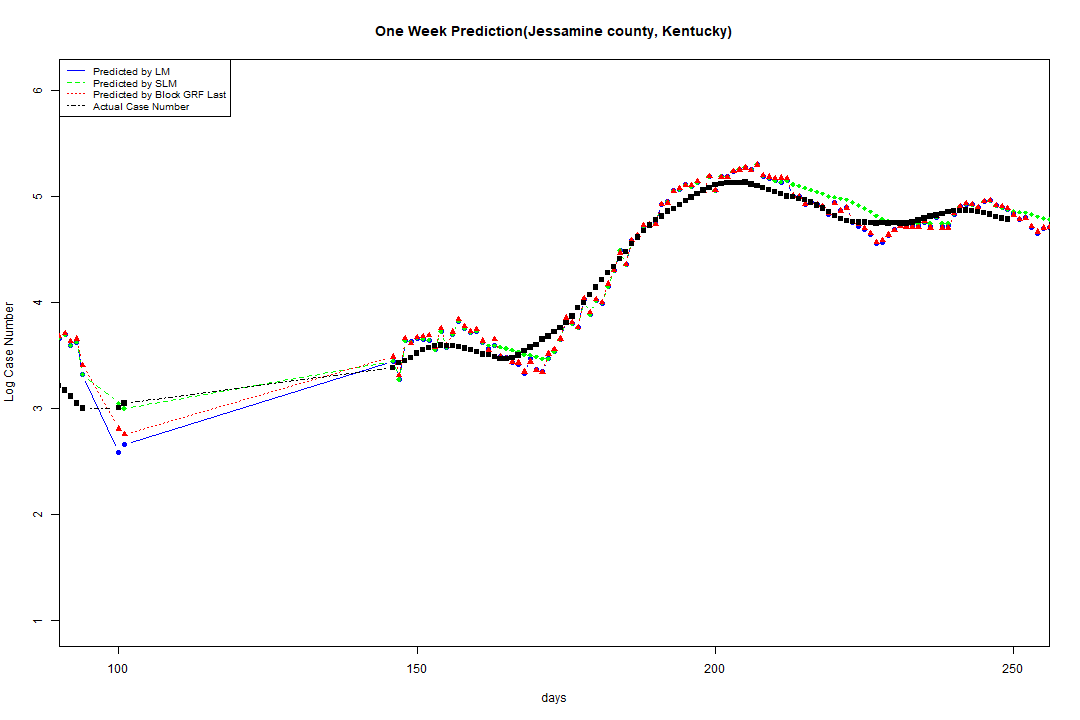 One Week Prediction(Jessamine county, Kentucky)
Predicted by LM
Predicted by SLM
Predicted by Block GRF Last
Actual Case Number
6
5
4
3
2
1
Log Case Number
100
150
200
250
days